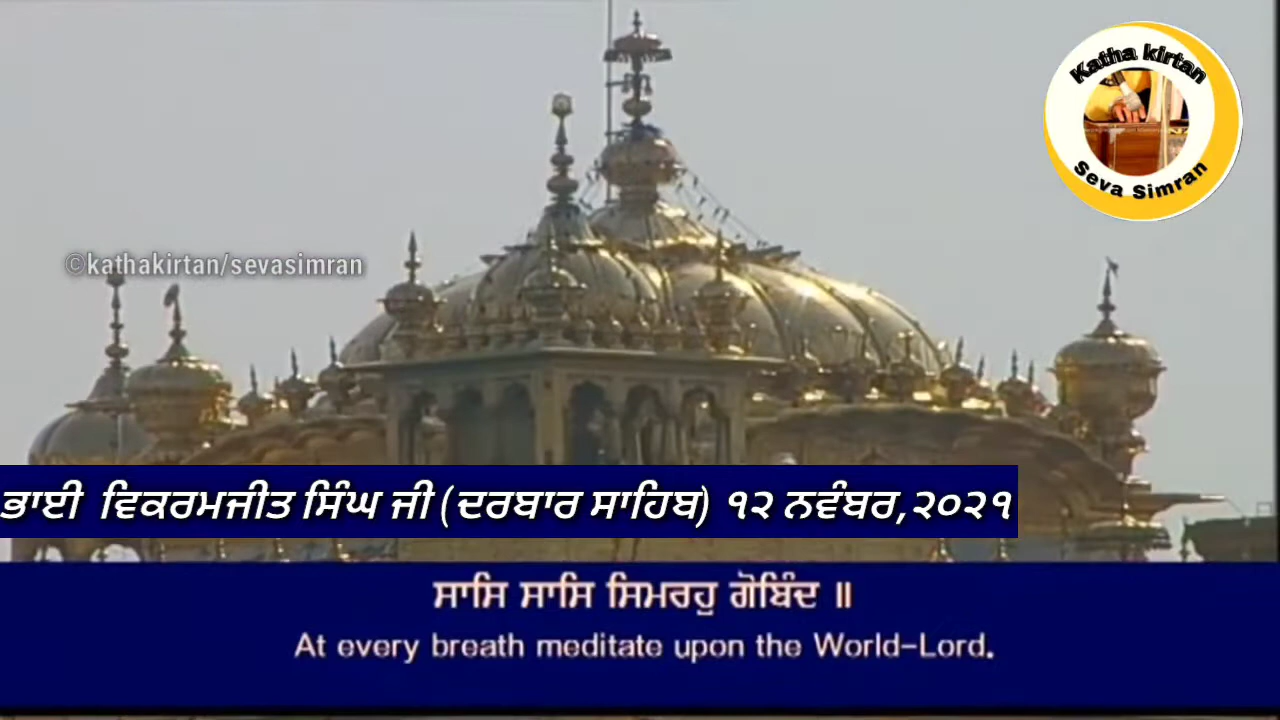 Katha kirtan
Seva Simran
©kathakirtan/sevasimran
ਭਾਈ ਵਿਕਰਮਜੀਤ ਸਿੰਘ ਜੀ (ਦਰਬਾਰ ਸਾਹਿਬ) ੧੨ ਨਵੰਬਰ,੨੦੨੧
ਸਾਸਿ ਸਾਸਿ ਸਿਮਰਹੁ ਗੋਬਿੰਦ ॥
At every breath meditate upon the World-Lord.